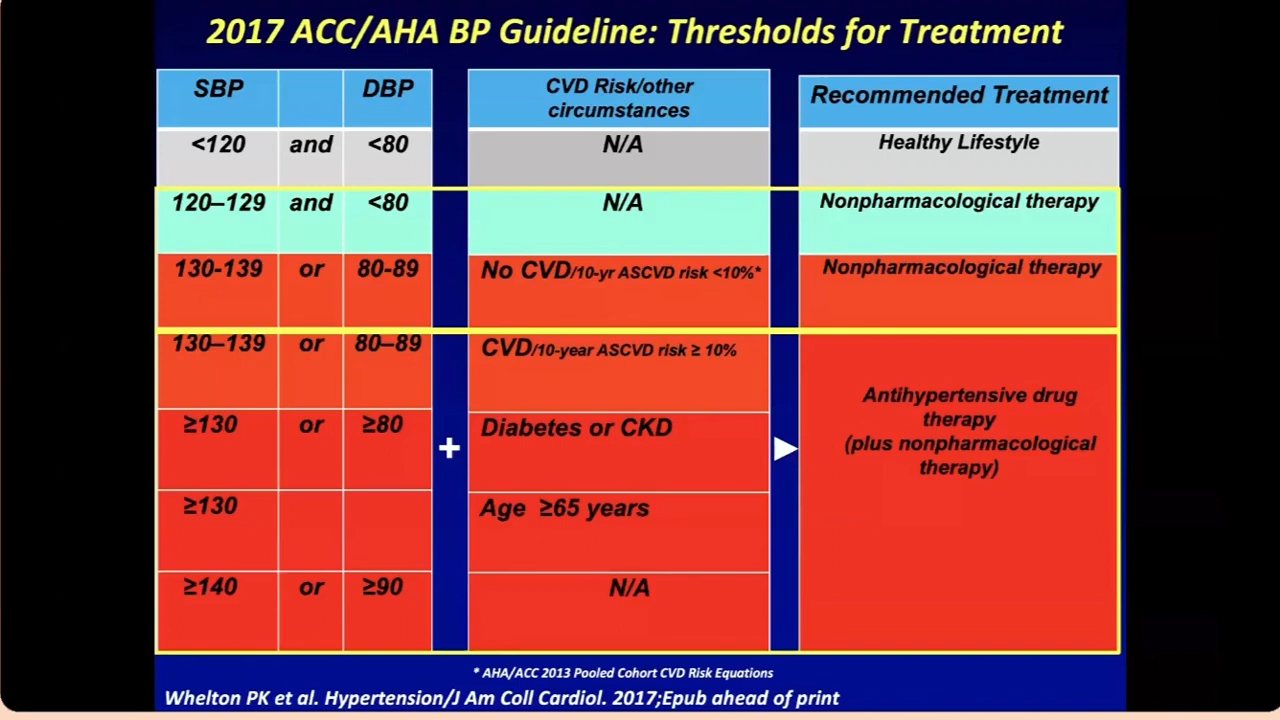 2017 ACC/AHA BP Guideline: Thresholds for Treatment
SBP DBP CVD Risk/other circumstances Recommended Treatment
<120 and <80 N/A Healthy Lifestyle
120–129 and <80 N/A Nonpharmacological therapy
130-139 or 80-89 No CVD/10-yr ASCVD risk <10%* Nonpharmacological therapy
130–139 or 80–89 CVD/10-year ASCVD risk ≥ 10%
≥130 or ≥80 Diabetes or CKD
≥130 Age ≥65 years
≥140 or ≥90 N/A
+
Antihypertensive drug
therapy
(plus nonpharmacological
therapy)
* AHA/ACC 2013 Pooled Cohort CVD Risk Equations
Whelton PK et al. Hypertension/J Am Coll Cardiol. 2017;Epub ahead of print